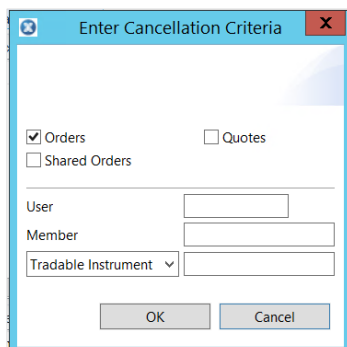 Enter Cancellation Criteria
Orders
Quotes
Shared Orders
User
Member
Tradable Instrument
OK
Cancel